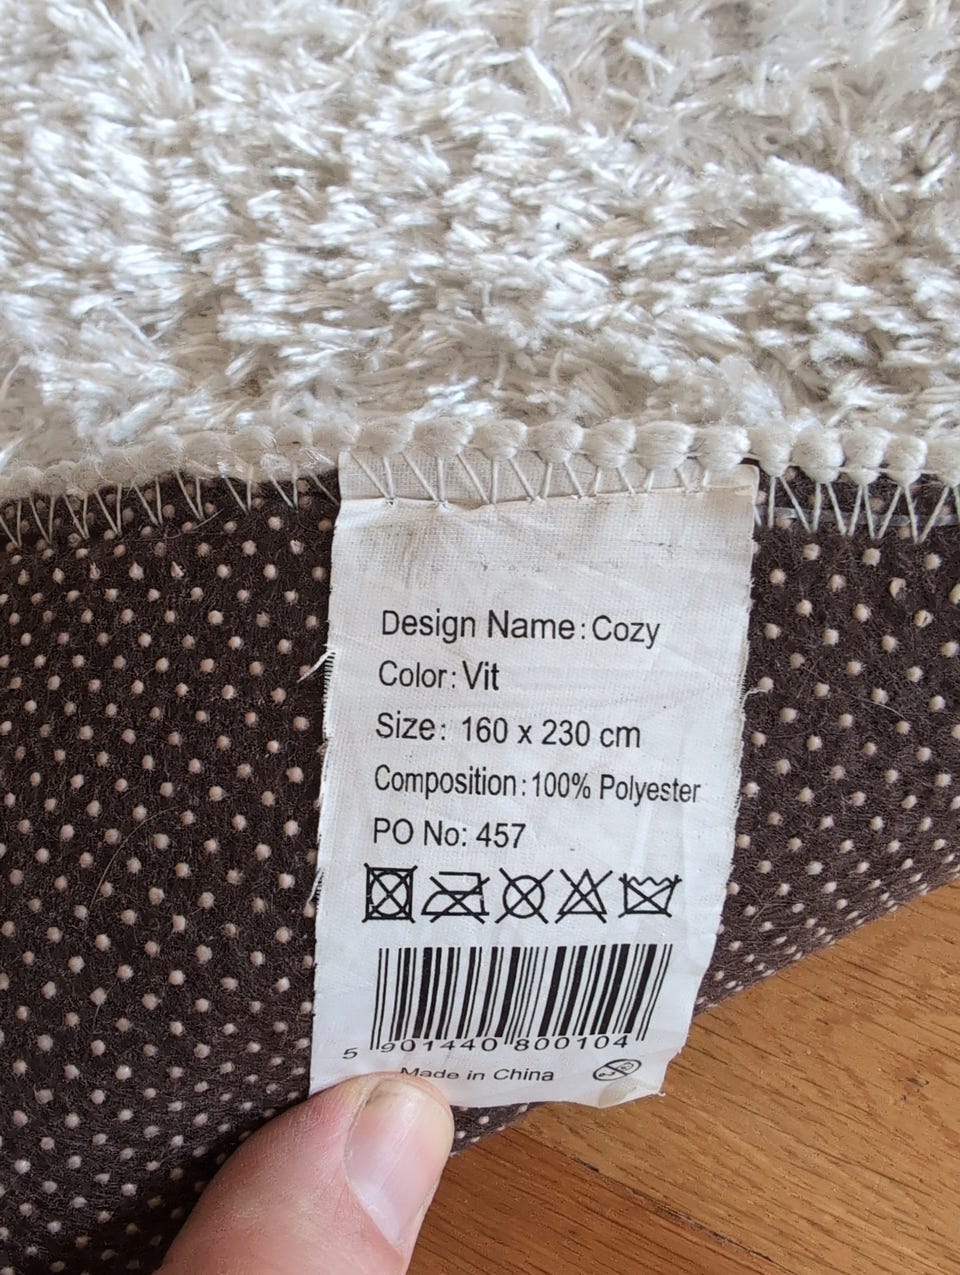 Design Name: Cozy
Color: Vit
Size: 160 x 230 cm
Composition: 100% Polyester
PO No: 457
5 901440 800104
Made in China